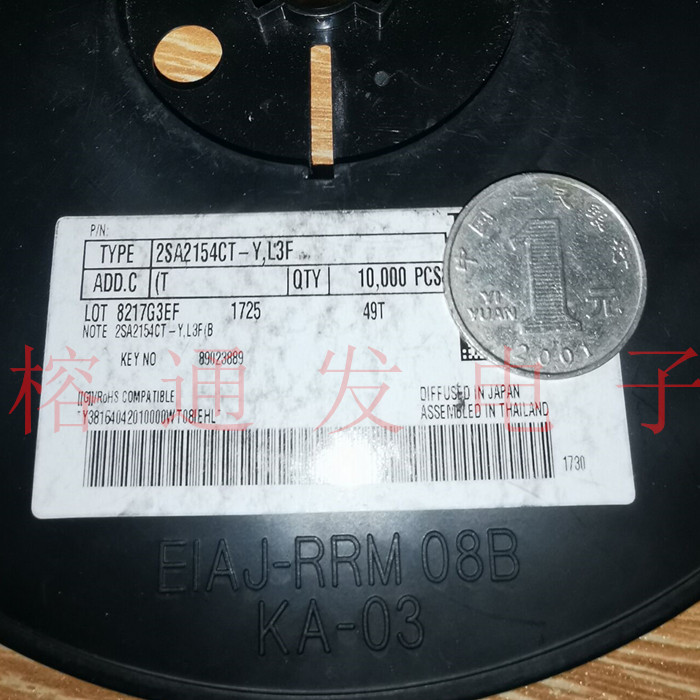 P/N:
TYPE 2SA2154CT-Y,L3F
ADD.C (T QTY 10,000 PCS
LOT 8217G3EF 1725 49T
NOTE 2SA2154CT-Y,L3F(B
KEY NO 89023889
[[G]]/RoHS COMPATIBLE
DIFFUSED IN JAPAN
"Y38164042010000WT08IEHL"
ASSEMBLED IN THAILAND
1730
中国人民银行
1
YI YUAN
元
2001
榕通发电子
EIAJ-RRM 08B
KA-03